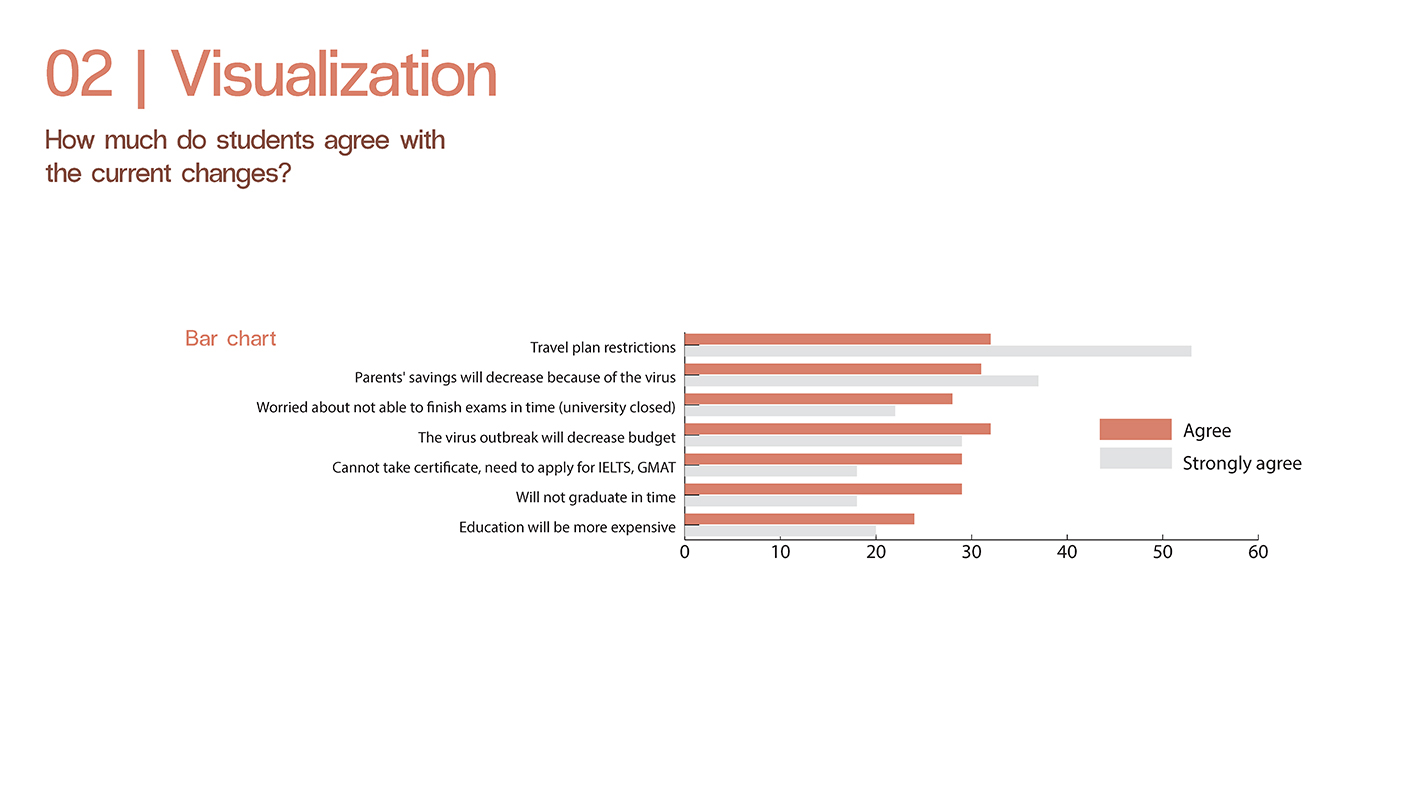 02 | Visualization
How much do students agree with
the current changes?
Bar chart
Travel plan restrictions
Parents' savings will decrease because of the virus
Worried about not able to finish exams in time (university closed)
The virus outbreak will decrease budget
Cannot take certificate, need to apply for IELTS, GMAT
Will not graduate in time
Education will be more expensive
Agree
Strongly agree
0 10 20 30 40 50 60